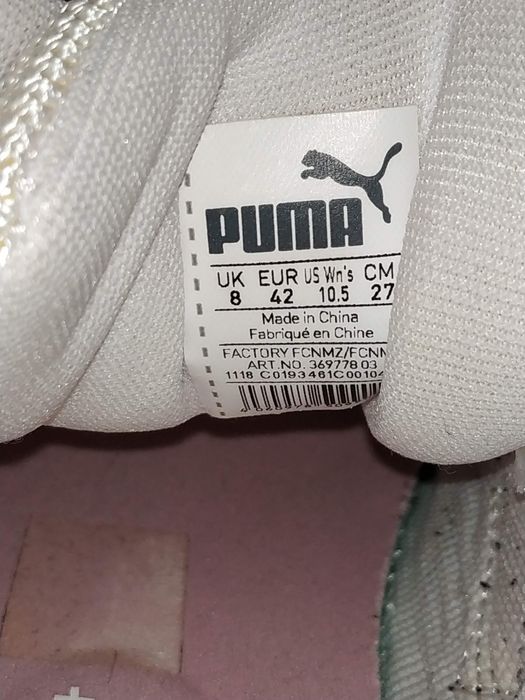 PUMA
UK EUR US Wn's CM
8 42 10.5 27
Made in China
Fabriqué en Chine
FACTORY FCNMZ/FCNN
ART.NO. 369778 03
1118 C0193461C00104